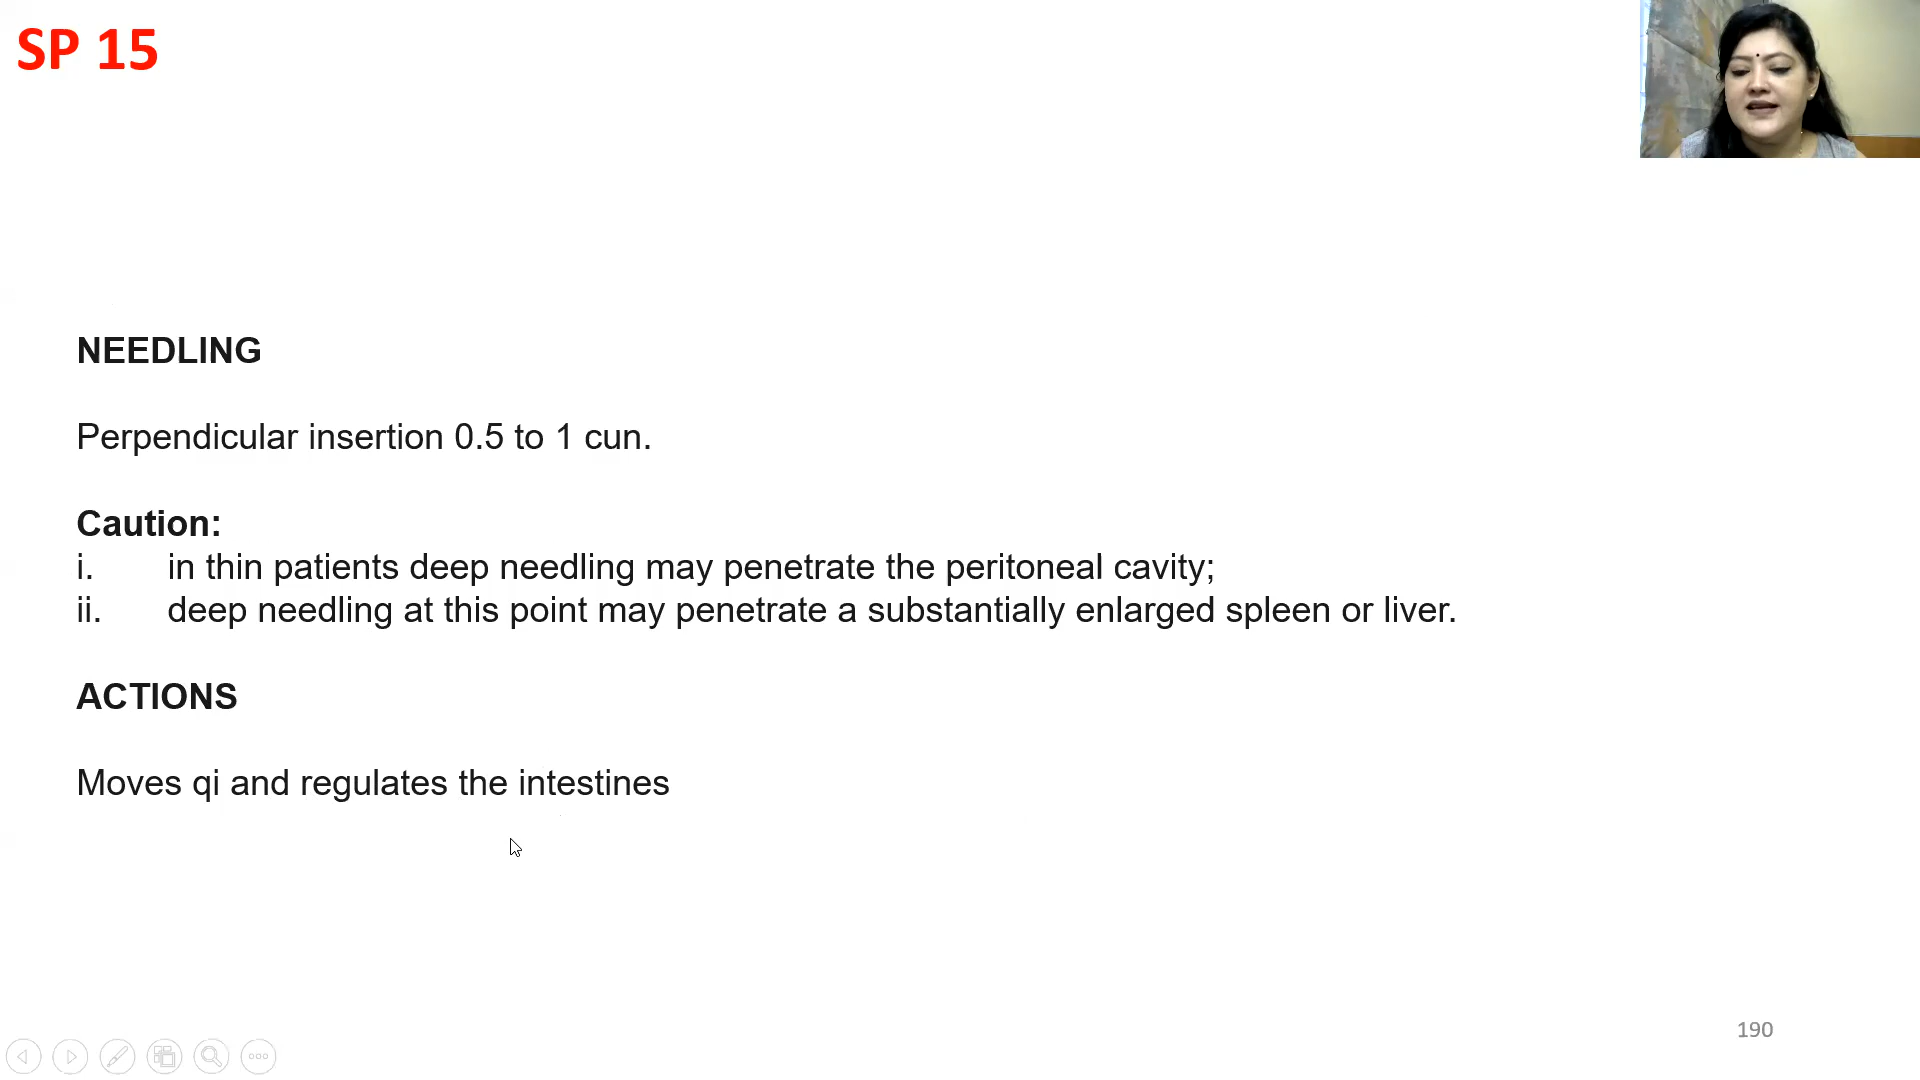 SP 15
NEEDLING
Perpendicular insertion 0.5 to 1 cun.
Caution:
i. in thin patients deep needling may penetrate the peritoneal cavity;
ii. deep needling at this point may penetrate a substantially enlarged spleen or liver.
ACTIONS
Moves qi and regulates the intestines
190